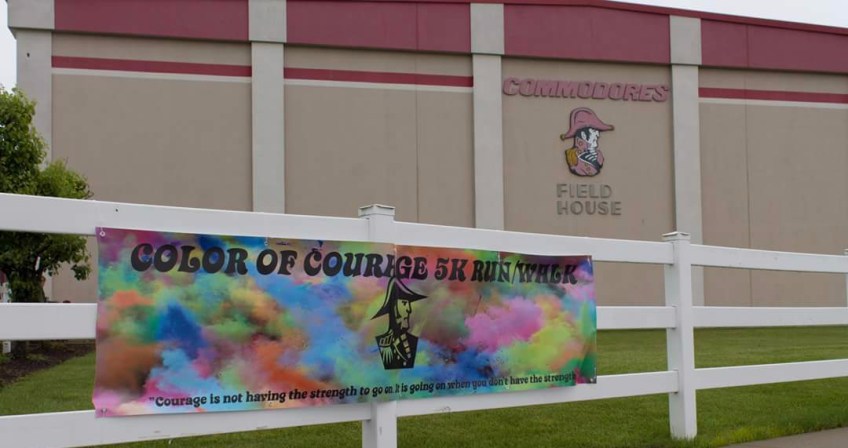 COMMODORES
FIELD
HOUSE
COLOR OF COURAGE 5K RUN/WALK
"Courage is not having the strength to go on it is going on when you don't have the strength"